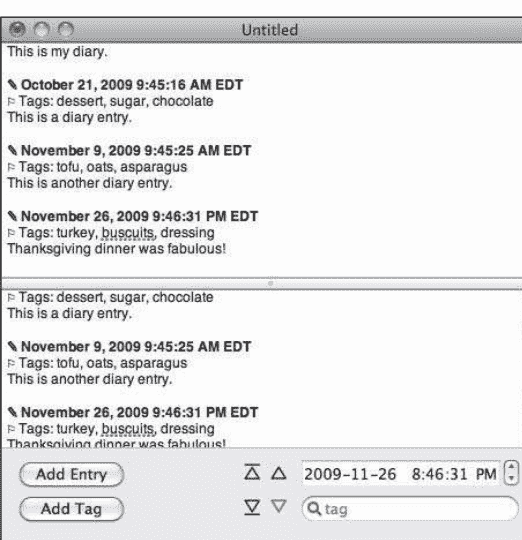 Untitled
This is my diary.
✎ October 21, 2009 9:45:16 AM EDT
⚐ Tags: dessert, sugar, chocolate
This is a diary entry.
✎ November 9, 2009 9:45:25 AM EDT
⚐ Tags: tofu, oats, asparagus
This is another diary entry.
✎ November 26, 2009 9:46:31 PM EDT
⚐ Tags: turkey, buscuits, dressing
Thanksgiving dinner was fabulous!
⚐ Tags: dessert, sugar, chocolate
This is a diary entry.
✎ November 9, 2009 9:45:25 AM EDT
⚐ Tags: tofu, oats, asparagus
This is another diary entry.
✎ November 26, 2009 9:46:31 PM EDT
⚐ Tags: turkey, buscuits, dressing
Thanksgiving dinner was fabulous!
Add Entry
2009-11-26 8:46:31 PM
Add Tag
tag